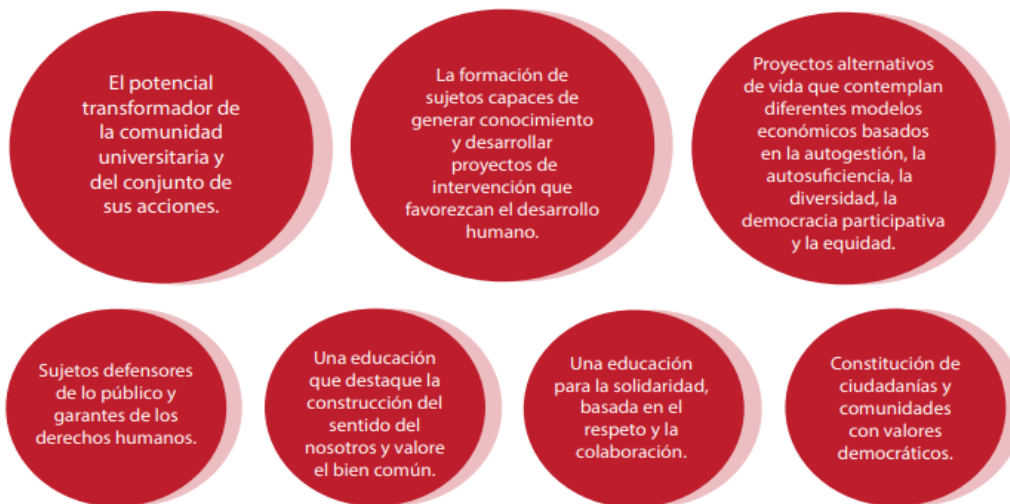 El potencial
transformador de
la comunidad
universitaria y
del conjunto de
sus acciones.
La formación de
sujetos capaces de
generar conocimiento
y desarrollar
proyectos de
intervención que
favorezcan el desarrollo
humano.
Proyectos alternativos
de vida que contemplan
diferentes modelos
económicos basados
en la autogestión, la
autosuficiencia, la
diversidad, la
democracia participativa
y la equidad.
Sujetos defensores
de lo público y
garantes de los
derechos humanos.
Una educación
que destaque la
construcción del
sentido del
nosotros y valore
el bien común.
Una educación
para la solidaridad,
basada en el
respeto y la
colaboración.
Constitución de
ciudadanías y
comunidades
con valores
democráticos.